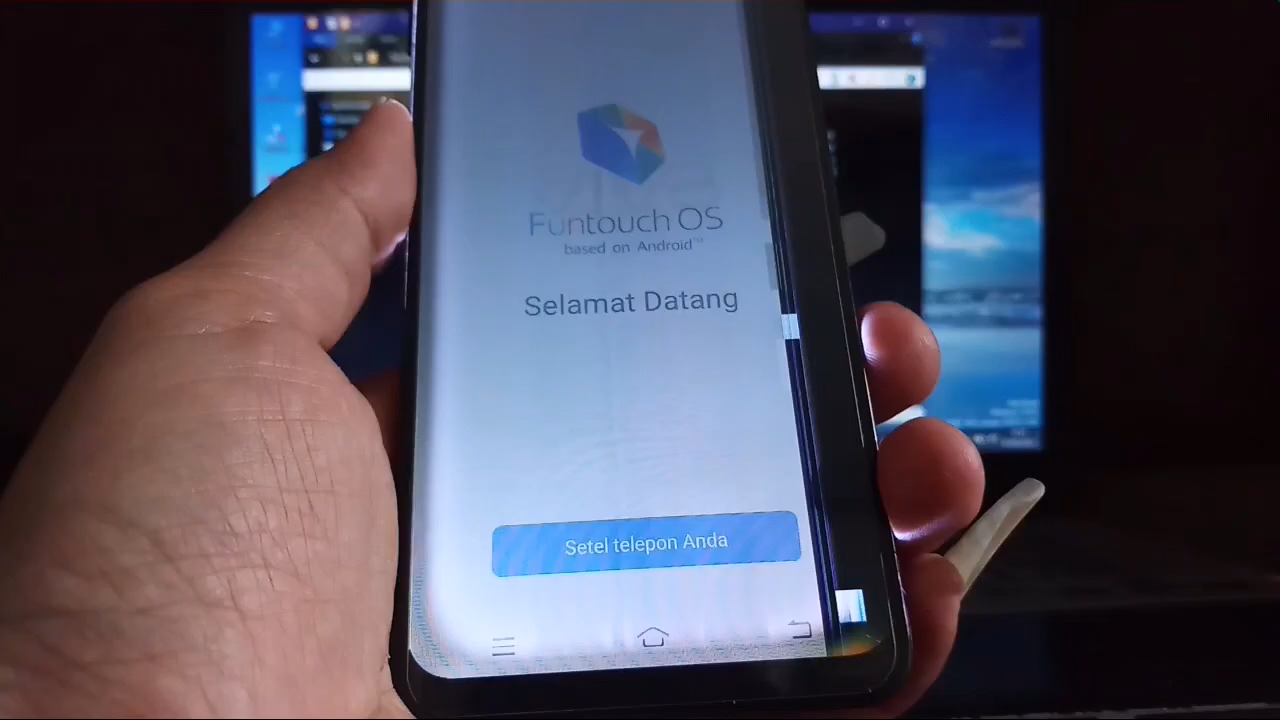 Funtouch OS
based on Android™
Selamat Datang
Setel telepon Anda